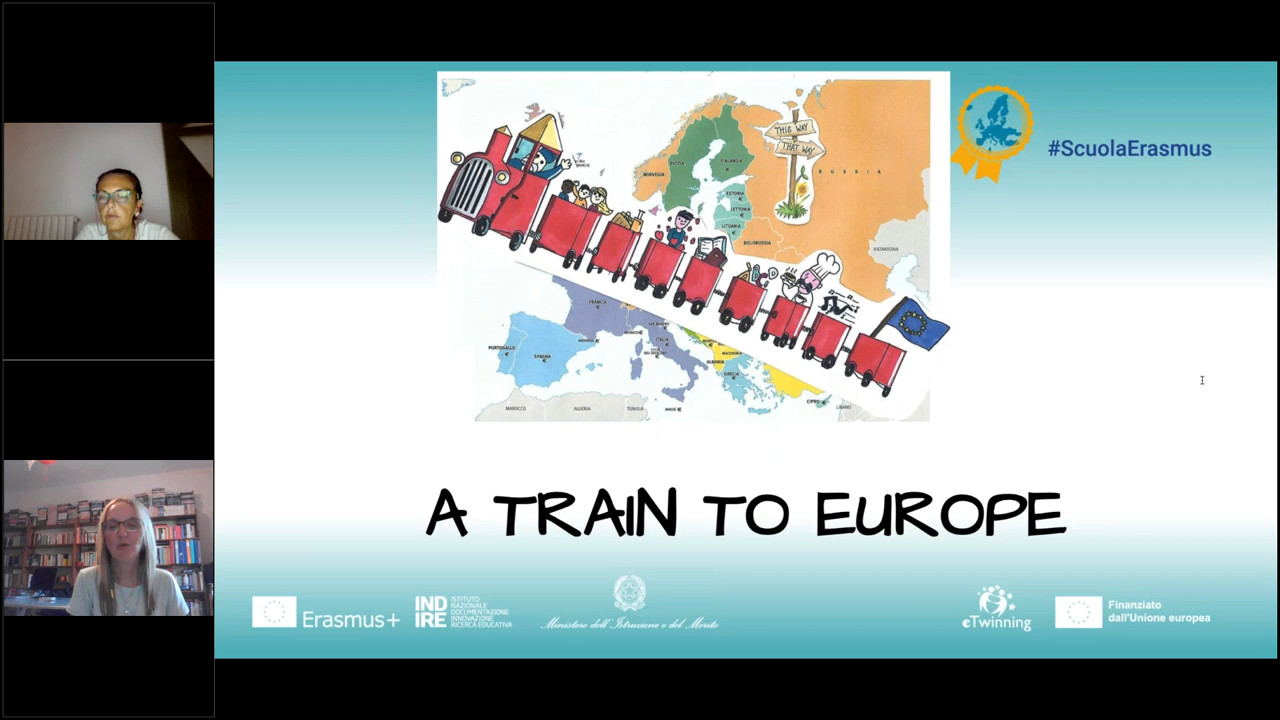 #ScuolaErasmus
THIS WAY
THAT WAY
SVEZIA
FINLANDIA
NORVEGIA
RUSSIA
ESTONIA
LETTONIA
LITUANIA
BIELORUSSIA
KAZAKISTAN
FRANCIA
ITALIA
PORTOGALLO
SPAGNA
ALBANIA
MACEDONIA
GRECIA
CIPRO
LIBANO
MAROCCO
ALGERIA
TUNISIA
A B C D
A TRAIN TO EUROPE
Erasmus+
INDIRE
ISTITUTO
NAZIONALE
DOCUMENTAZIONE
INNOVAZIONE
RICERCA EDUCATIVA
Ministero dell'Istruzione e del Merito
eTwinning
Finanziato
dall'Unione europea